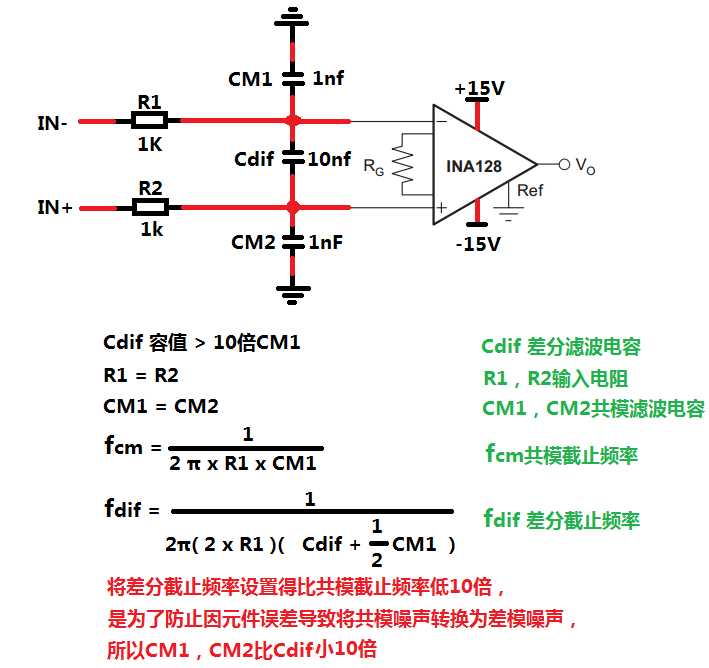 CM1 1nf
+15V
R1
IN-
1K
Cdif 10nf
RG
INA128
VO
R2
Ref
IN+
1k
CM2 1nF
-15V
Cdif 容值 > 10倍CM1
R1 = R2
CM1 = CM2
fcm = 1
2 π x R1 x CM1
fdif = 1
2π( 2 x R1 )( Cdif + 1/2 CM1 )
Cdif 差分滤波电容
R1，R2输入电阻
CM1，CM2共模滤波电容
fcm共模截止频率
fdif 差分截止频率
将差分截止频率设置得比共模截止频率低10倍，
是为了防止因元件误差导致将共模噪声转换为差模噪声，
所以CM1，CM2比Cdif小10倍